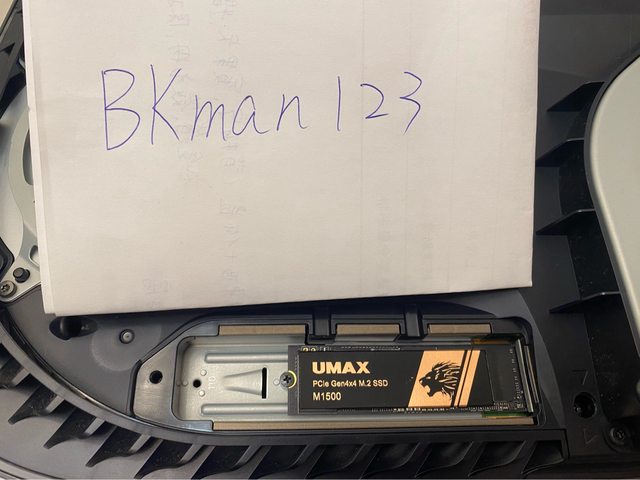 BKman123
UMAX
PCIe Gen4x4 M.2 SSD
M1500